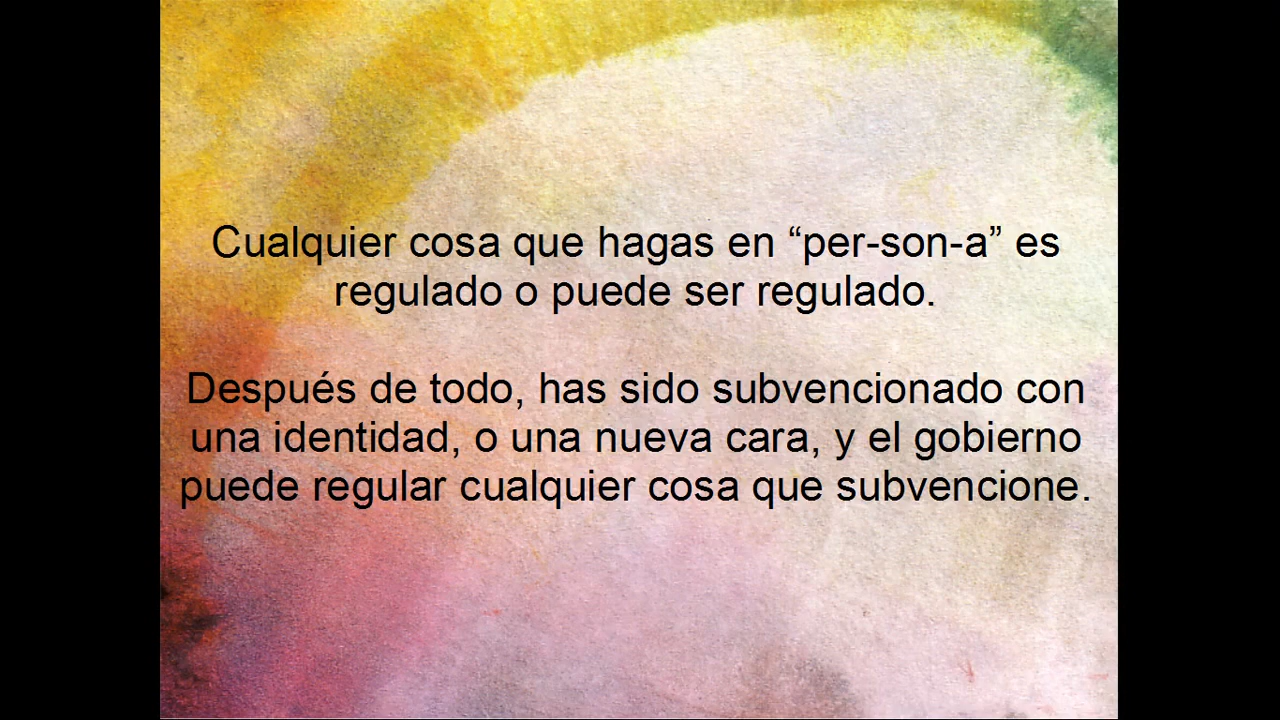 Cualquier cosa que hagas en “per-son-a” es
regulado o puede ser regulado.
Después de todo, has sido subvencionado con
una identidad, o una nueva cara, y el gobierno
puede regular cualquier cosa que subvencione.